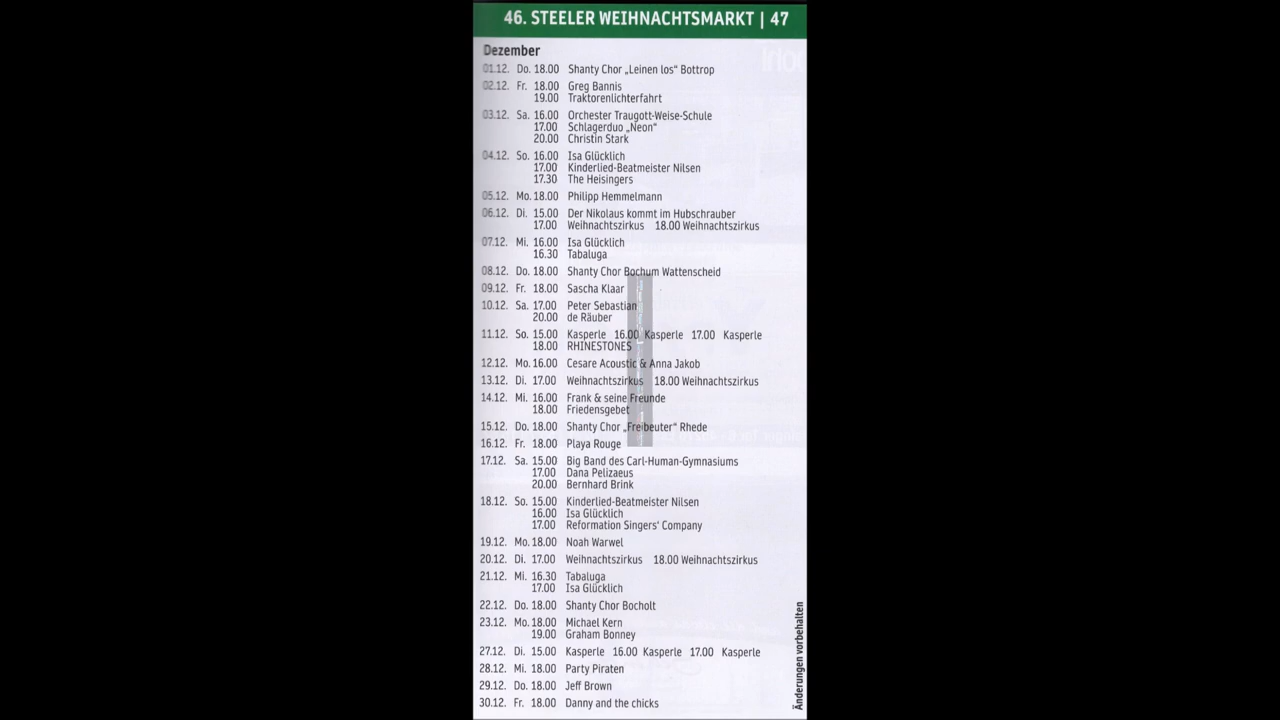 46. STEELER WEIHNACHTSMARKT | 47
Dezember
01.12. Do. 18.00 Shanty Chor „Leinen los“ Bottrop
02.12. Fr. 18.00 Greg Bannis
19.00 Traktorenlichterfahrt
03.12. Sa. 16.00 Orchester Traugott-Weise-Schule
17.00 Schlagerduo „Neon“
20.00 Christin Stark
04.12. So. 16.00 Isa Glücklich
17.00 Kinderlied-Beatmeister Nilsen
17.30 The Heisingers
05.12. Mo. 18.00 Philipp Hemmelmann
06.12. Di. 15.00 Der Nikolaus kommt im Hubschrauber
17.00 Weihnachtszirkus 18.00 Weihnachtszirkus
07.12. Mi. 16.00 Isa Glücklich
16.30 Tabaluga
08.12. Do. 18.00 Shanty Chor Bochum Wattenscheid
09.12. Fr. 18.00 Sascha Klaar
10.12. Sa. 17.00 Peter Sebastian
20.00 de Räuber
11.12. So. 15.00 Kasperle 16.00 Kasperle 17.00 Kasperle
18.00 RHINESTONES
12.12. Mo. 16.00 Cesare Acoustic & Anna Jakob
13.12. Di. 17.00 Weihnachtszirkus 18.00 Weihnachtszirkus
14.12. Mi. 16.00 Frank & seine Freunde
18.00 Friedensgebet
15.12. Do. 18.00 Shanty Chor „Freibeuter“ Rhede
16.12. Fr. 18.00 Playa Rouge
17.12. Sa. 15.00 Big Band des Carl-Human-Gymnasiums
17.00 Dana Pelizaeus
20.00 Bernhard Brink
18.12. So. 15.00 Kinderlied-Beatmeister Nilsen
16.00 Isa Glücklich
17.00 Reformation Singers' Company
19.12. Mo. 18.00 Noah Warwel
20.12. Di. 17.00 Weihnachtszirkus 18.00 Weihnachtszirkus
21.12. Mi. 16.30 Tabaluga
17.00 Isa Glücklich
22.12. Do. 18.00 Shanty Chor Bocholt
23.12. Mo. 18.00 Michael Kern
19.00 Graham Bonney
27.12. Di. 15.00 Kasperle 16.00 Kasperle 17.00 Kasperle
28.12. Mi. 18.00 Party Piraten
29.12. Do. 18.00 Jeff Brown
30.12. Fr. 18.00 Danny and the chicks
Änderungen vorbehalten